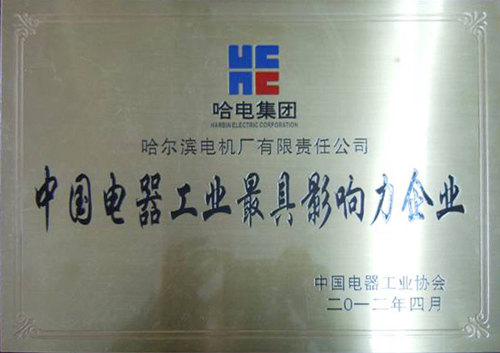 哈电集团
HARBIN ELECTRIC CORPORATION
哈尔滨电机厂有限责任公司
中国电器工业最具影响力企业
中国电器工业协会
二〇一二年四月